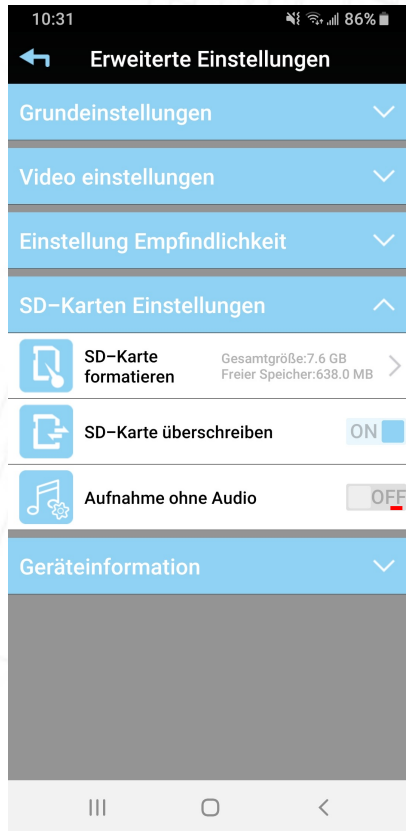 10:31 86%
Erweiterte Einstellungen
Grundeinstellungen
Video einstellungen
Einstellung Empfindlichkeit
SD-Karten Einstellungen
SD-Karte
formatieren
Gesamtgröße:7.6 GB
Freier Speicher:638.0 MB
SD-Karte überschreiben ON
Aufnahme ohne Audio OFF
Geräteinformation